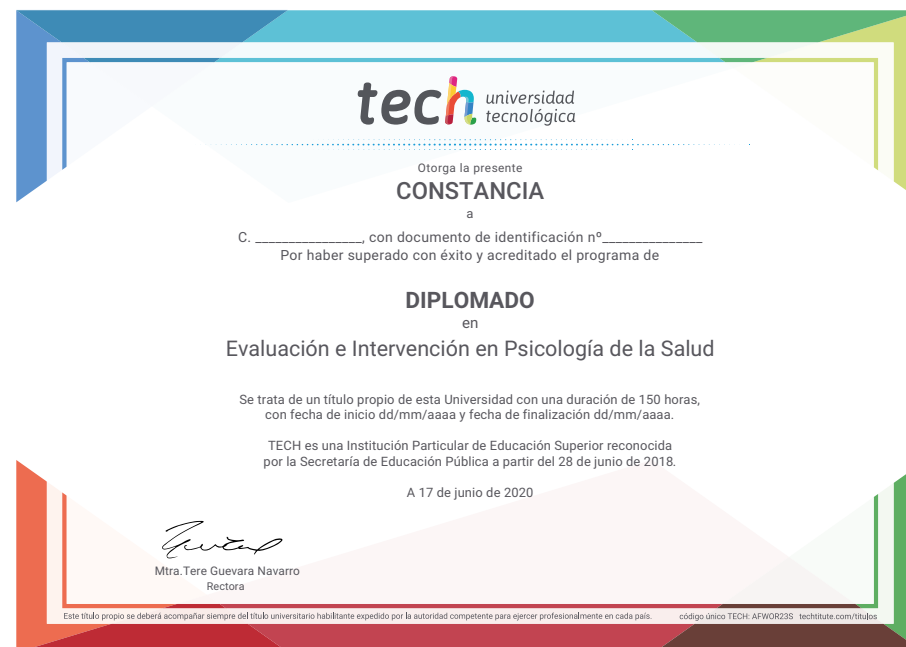 tech universidad
tecnológica
Otorga la presente
CONSTANCIA
a
C. ________________, con documento de identificación nº_______________
Por haber superado con éxito y acreditado el programa de
DIPLOMADO
en
Evaluación e Intervención en Psicología de la Salud
Se trata de un título propio de esta Universidad con una duración de 150 horas,
con fecha de inicio dd/mm/aaaa y fecha de finalización dd/mm/aaaa.
TECH es una Institución Particular de Educación Superior reconocida
por la Secretaría de Educación Pública a partir del 28 de junio de 2018.
A 17 de junio de 2020
Mtra.Tere Guevara Navarro
Rectora
Este título propio se deberá acompañar siempre del título universitario habilitante expedido por la autoridad competente para ejercer profesionalmente en cada país. código único TECH: AFWOR23S techtitute.com/titulos